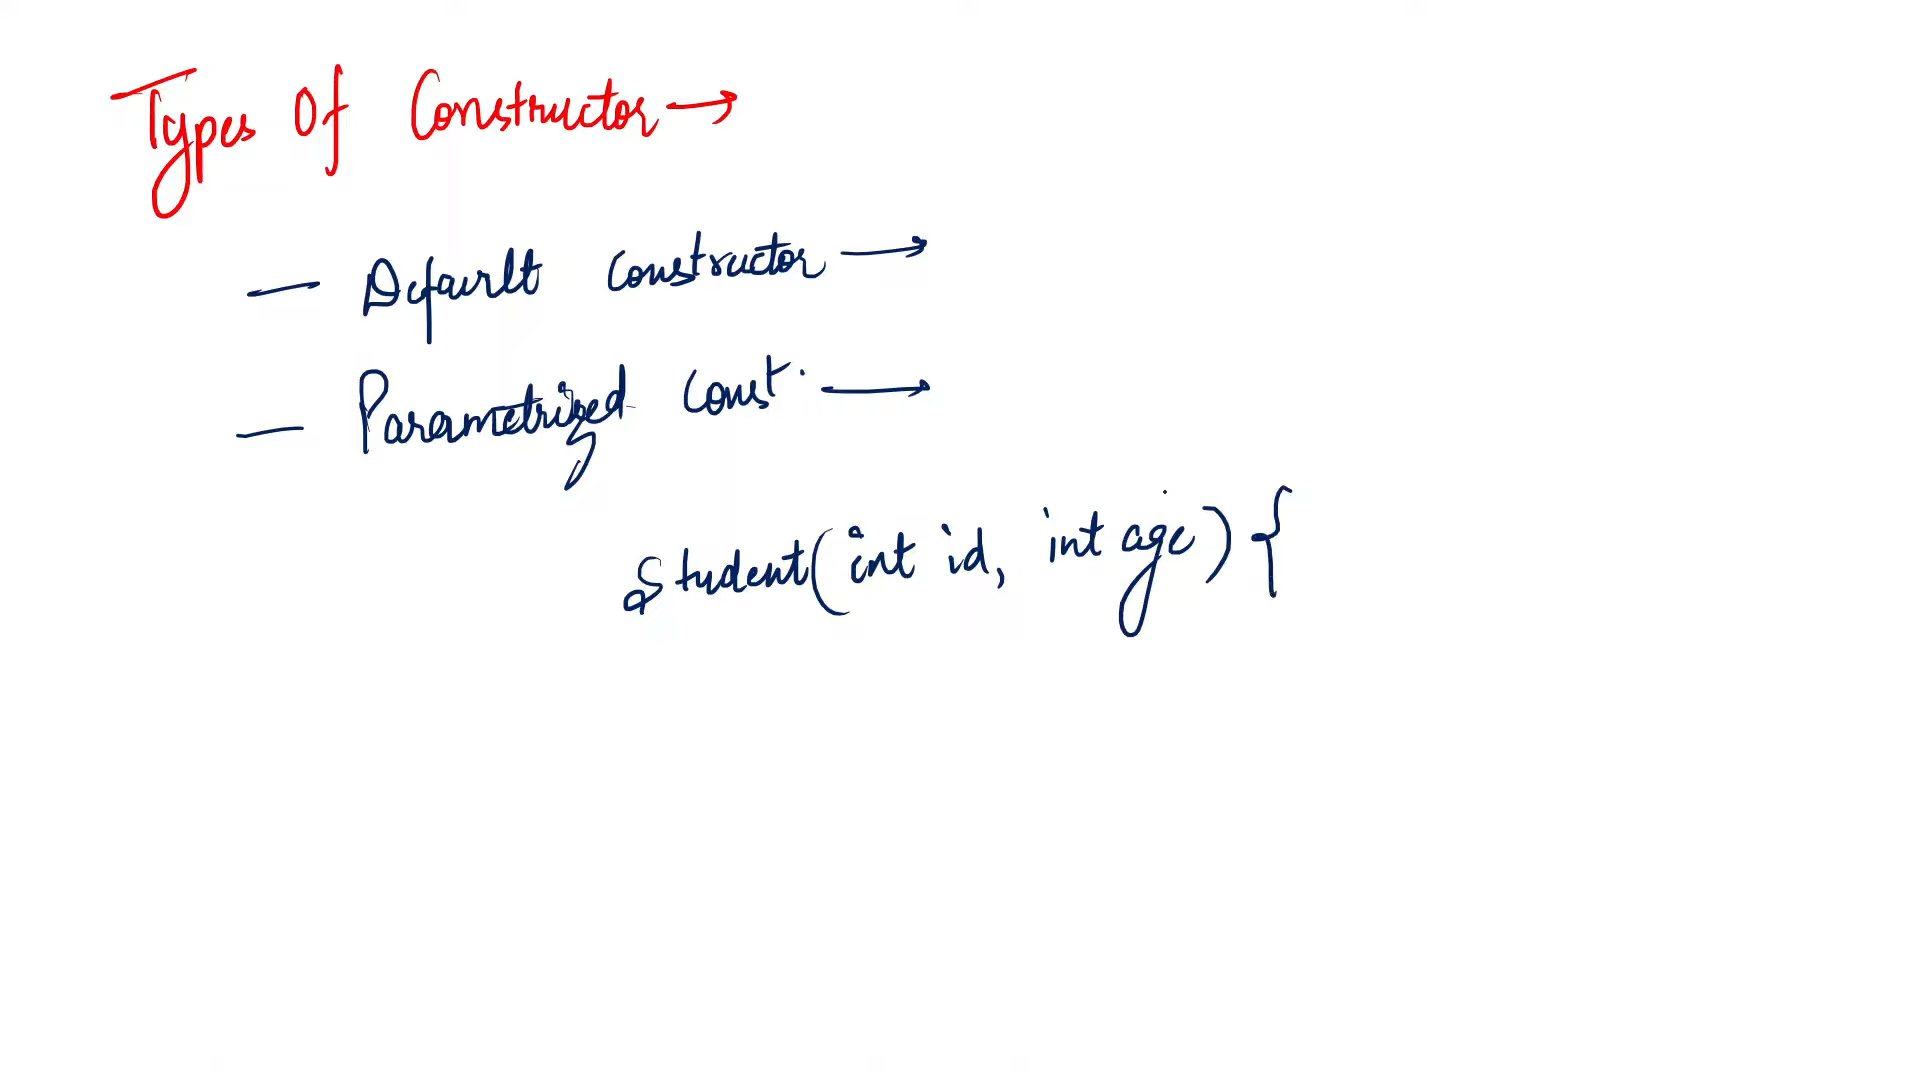 Types Of Constructor →
— Default constructor →
— Parametrized const. →
Student(int id, int age) {